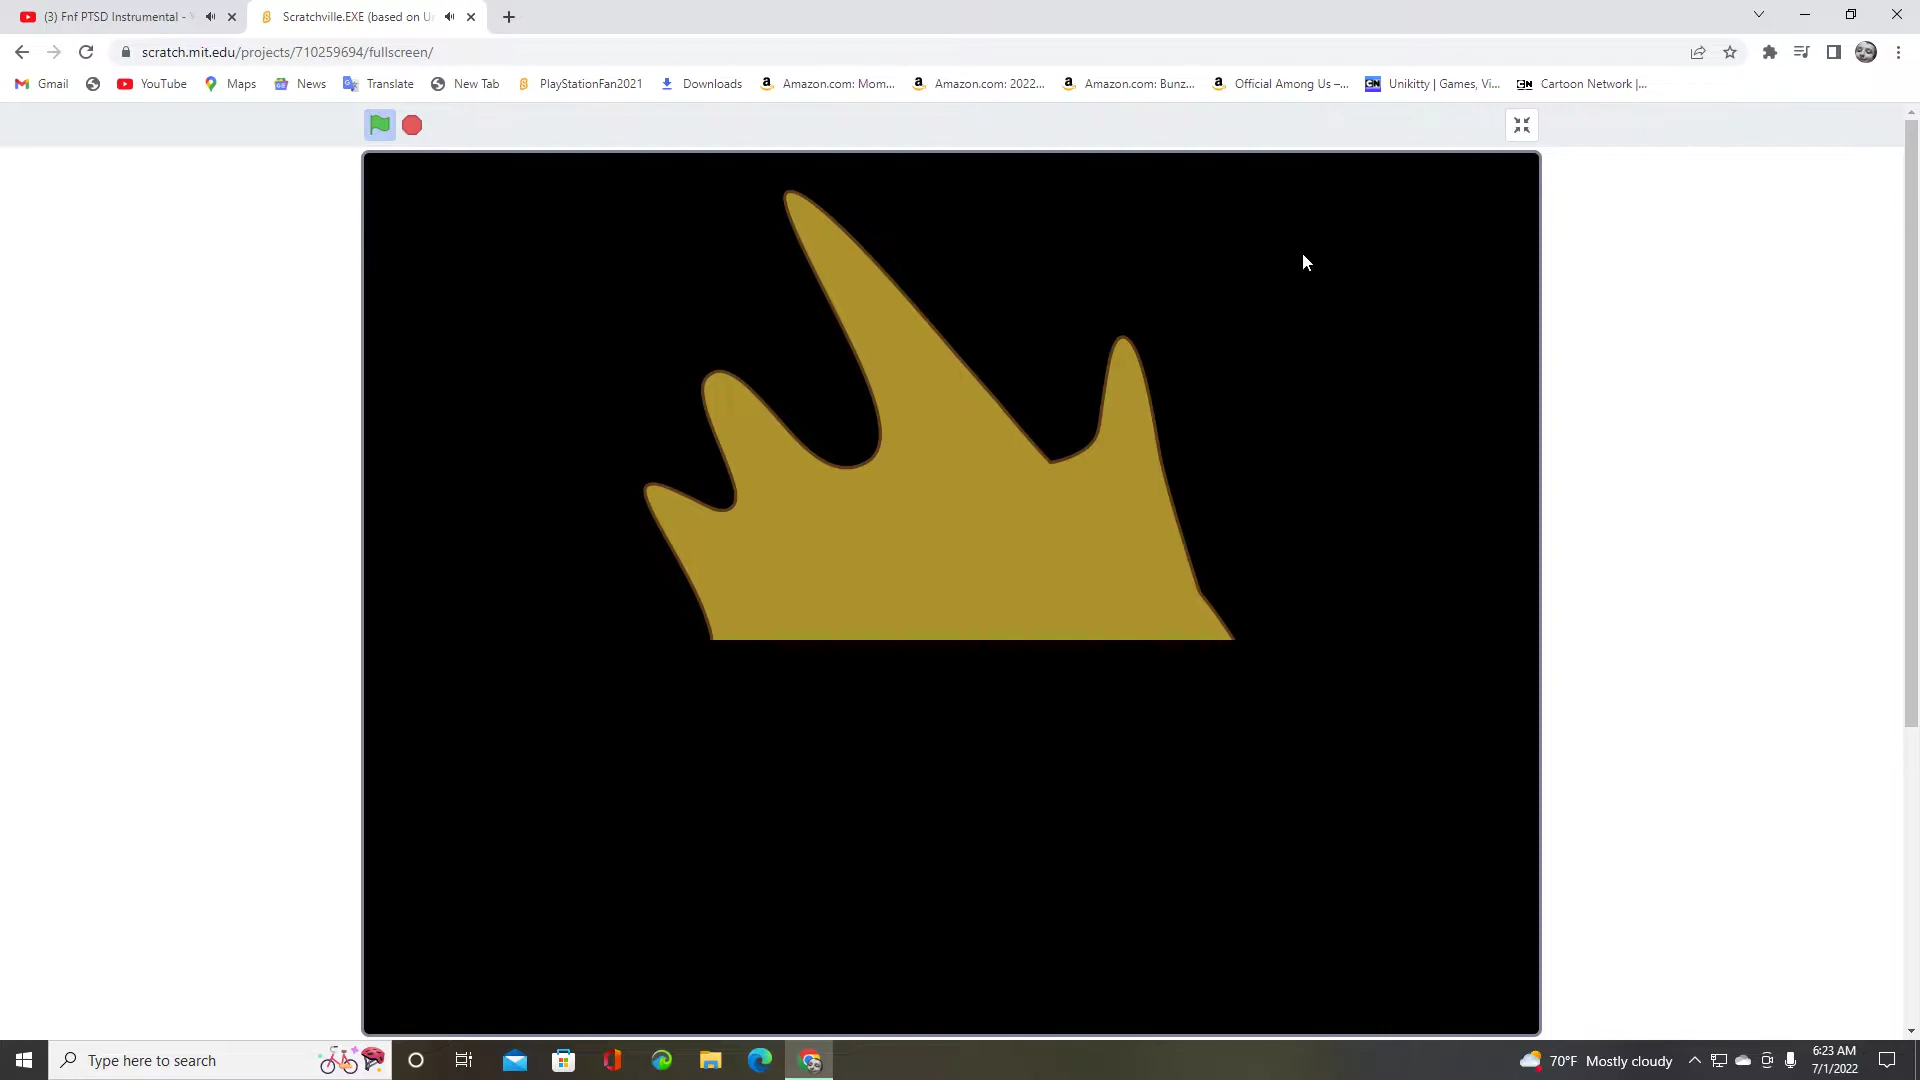 (3) Fnf PTSD Instrumental -
Scratchville.EXE (based on U
scratch.mit.edu/projects/710259694/fullscreen/
Gmail
YouTube
Maps
News
Translate
New Tab
PlayStationFan2021
Downloads
Amazon.com: Mom...
Amazon.com: 2022...
Amazon.com: Bunz...
Official Among Us –...
Unikitty | Games, Vi...
Cartoon Network |...
Type here to search
70°F Mostly cloudy
6:23 AM
7/1/2022